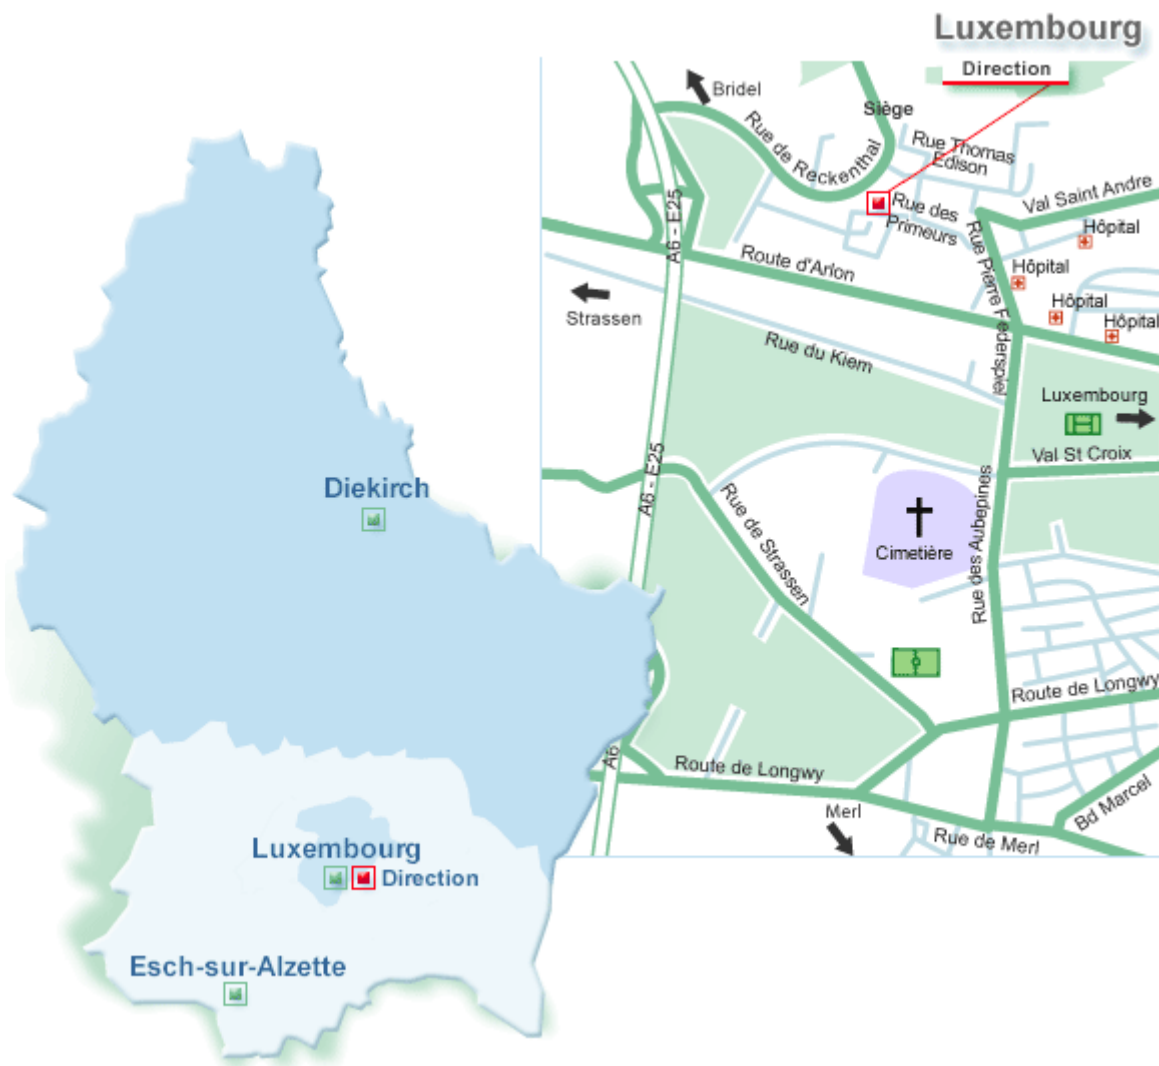 Luxembourg
Direction
Bridel
Siège
Rue de Reckenthal
Rue Thomas
Edison
Val Saint Andre
Rue des
Primeurs
A6 - E25
Rue Pierre Federspiel
Hôpital
Route d'Arlon
Hôpital
Strassen
Hôpital
Hôpital
Rue du Kiem
Luxembourg
Val St Croix
A6 - E25
Diekirch
Rue de Strassen
Cimetière
Rue des Aubepines
Route de Longwy
A6
Route de Longwy
Bd Marcel
Merl
Rue de Merl
Luxembourg
Direction
Esch-sur-Alzette